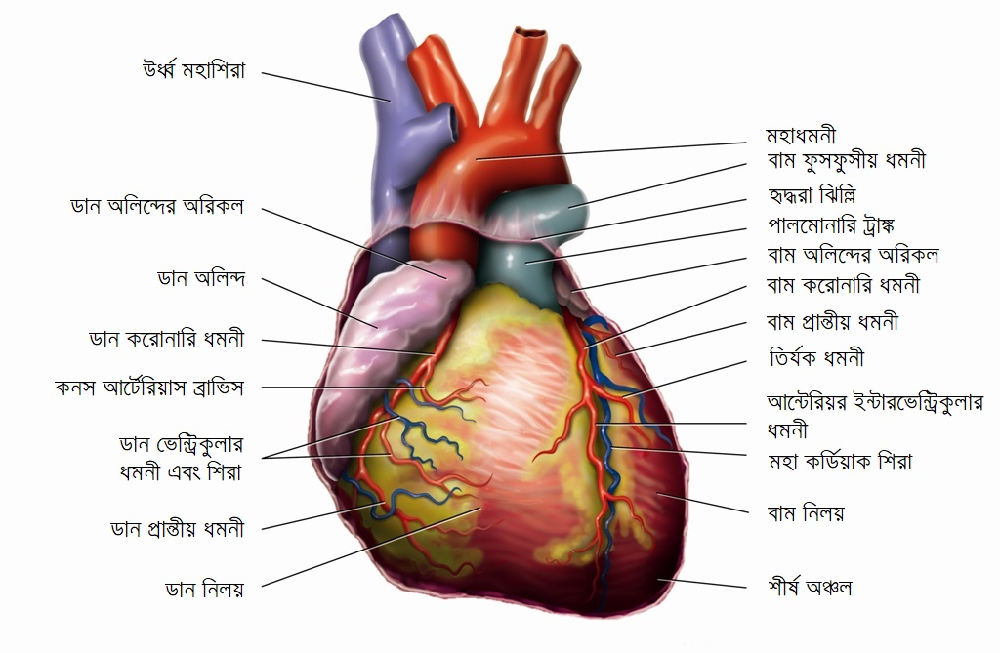 উর্ধ্ব মহাশিরা
ডান অলিন্দের অরিকল
ডান অলিন্দ
ডান করোনারি ধমনী
কনস আর্টেরিয়াস ব্রাভিস
ডান ভেন্ট্রিকুলার
ধমনী এবং শিরা
ডান প্রান্তীয় ধমনী
ডান নিলয়
মহাধমনী
বাম ফুসফুসীয় ধমনী
হৃদ্ধরা ঝিল্লি
পালমোনারি ট্রাঙ্ক
বাম অলিন্দের অরিকল
বাম করোনারি ধমনী
বাম প্রান্তীয় ধমনী
তির্যক ধমনী
আন্টেরিয়র ইন্টারভেন্ট্রিকুলার
ধমনী
মহা কর্ডিয়াক শিরা
বাম নিলয়
শীর্ষ অঞ্চল